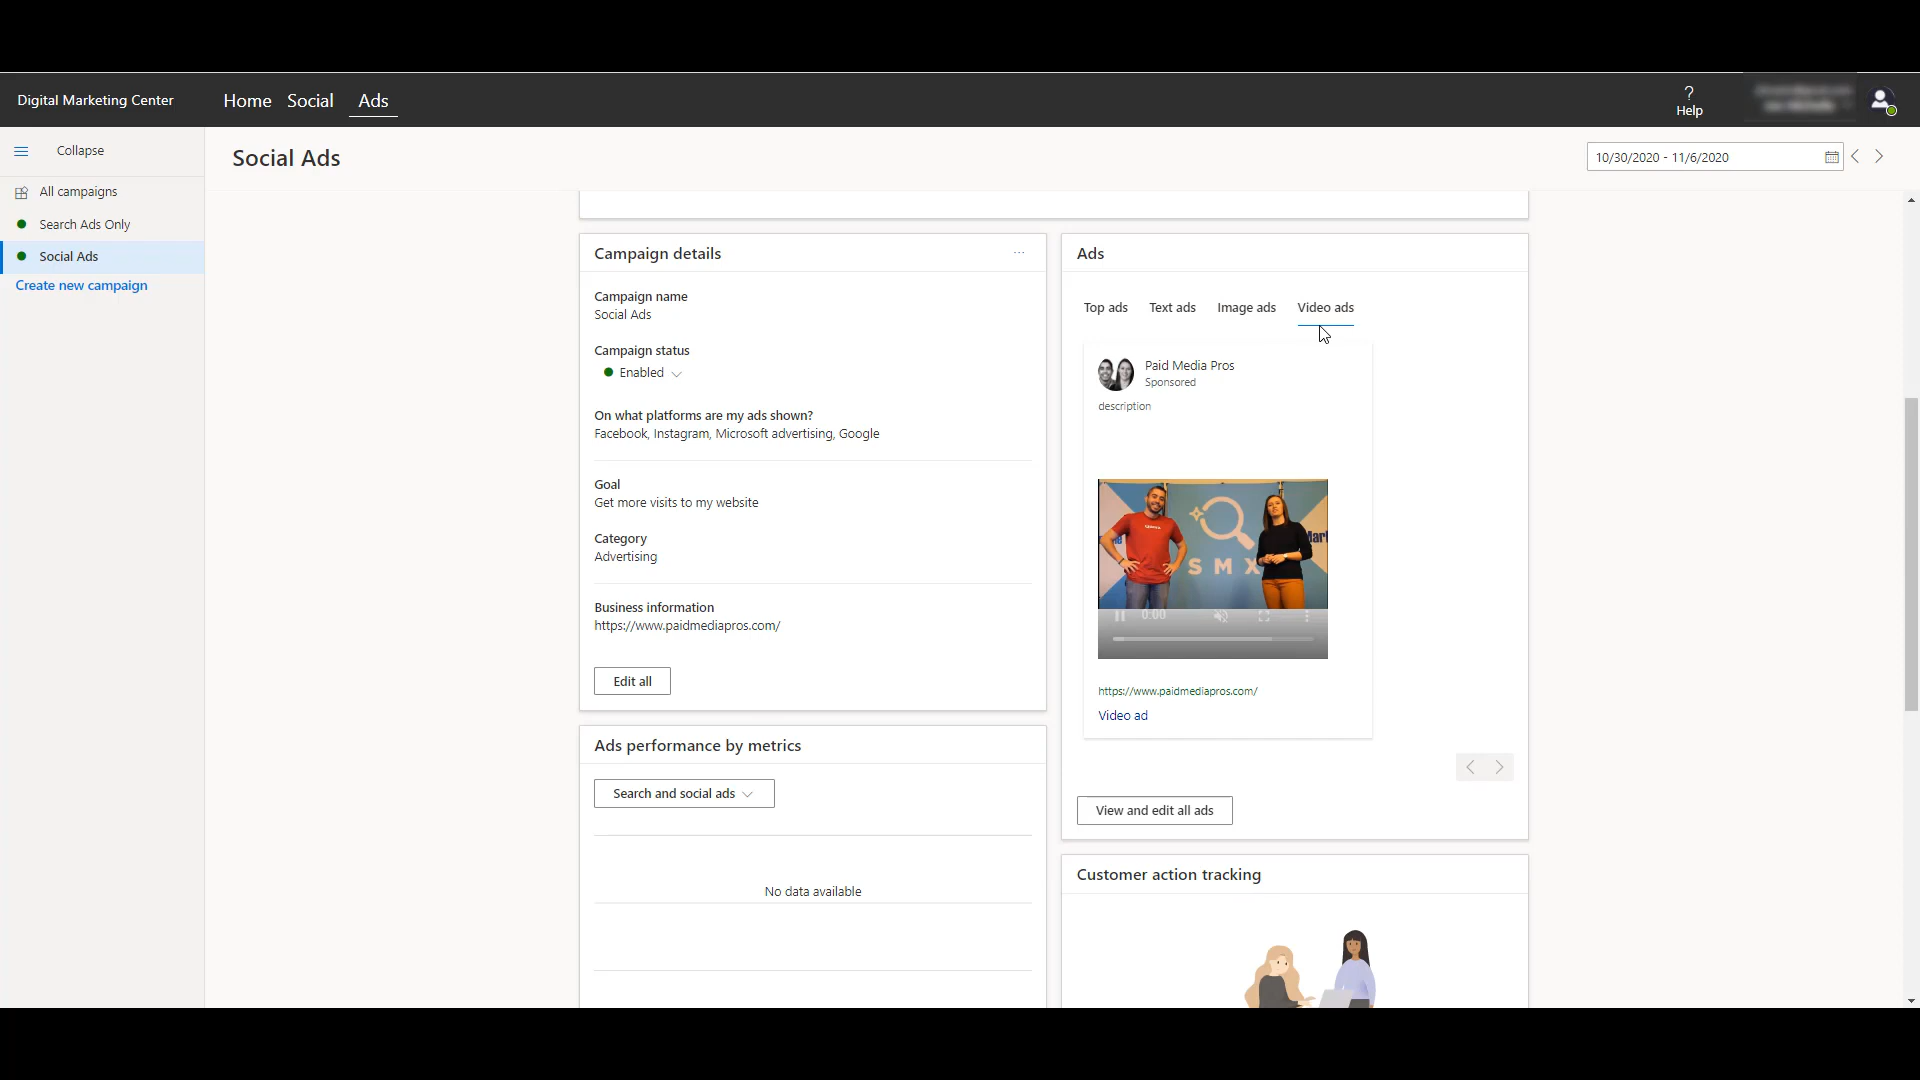 Digital Marketing Center
Home
Social
Ads
?
Help
Collapse
Social Ads
10/30/2020 - 11/6/2020
All campaigns
Search Ads Only
Social Ads
Create new campaign
Campaign details
Campaign name
Social Ads
Campaign status
Enabled
On what platforms are my ads shown?
Facebook, Instagram, Microsoft advertising, Google
Goal
Get more visits to my website
Category
Advertising
Business information
https://www.paidmediapros.com/
Edit all
Ads performance by metrics
Search and social ads
No data available
Ads
Top ads
Text ads
Image ads
Video ads
Paid Media Pros
Sponsored
description
SMX
0:00
https://www.paidmediapros.com/
Video ad
View and edit all ads
Customer action tracking